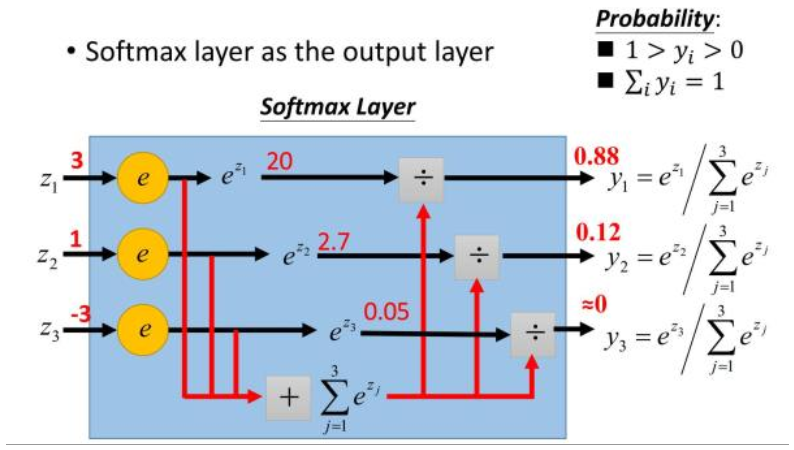 Probability:
■ 1 > yᵢ > 0
■ ∑ᵢ yᵢ = 1
• Softmax layer as the output layer
Softmax Layer
z₁ 3 e e^{z₁} 20 ÷ 0.88 y₁ = e^{z₁} / ∑_{j=1}^{3} e^{z_j}
z₂ 1 e e^{z₂} 2.7 ÷ 0.12 y₂ = e^{z₂} / ∑_{j=1}^{3} e^{z_j}
z₃ -3 e e^{z₃} 0.05 ÷ ≈0 y₃ = e^{z₃} / ∑_{j=1}^{3} e^{z_j}
+ ∑_{j=1}^{3} e^{z_j}